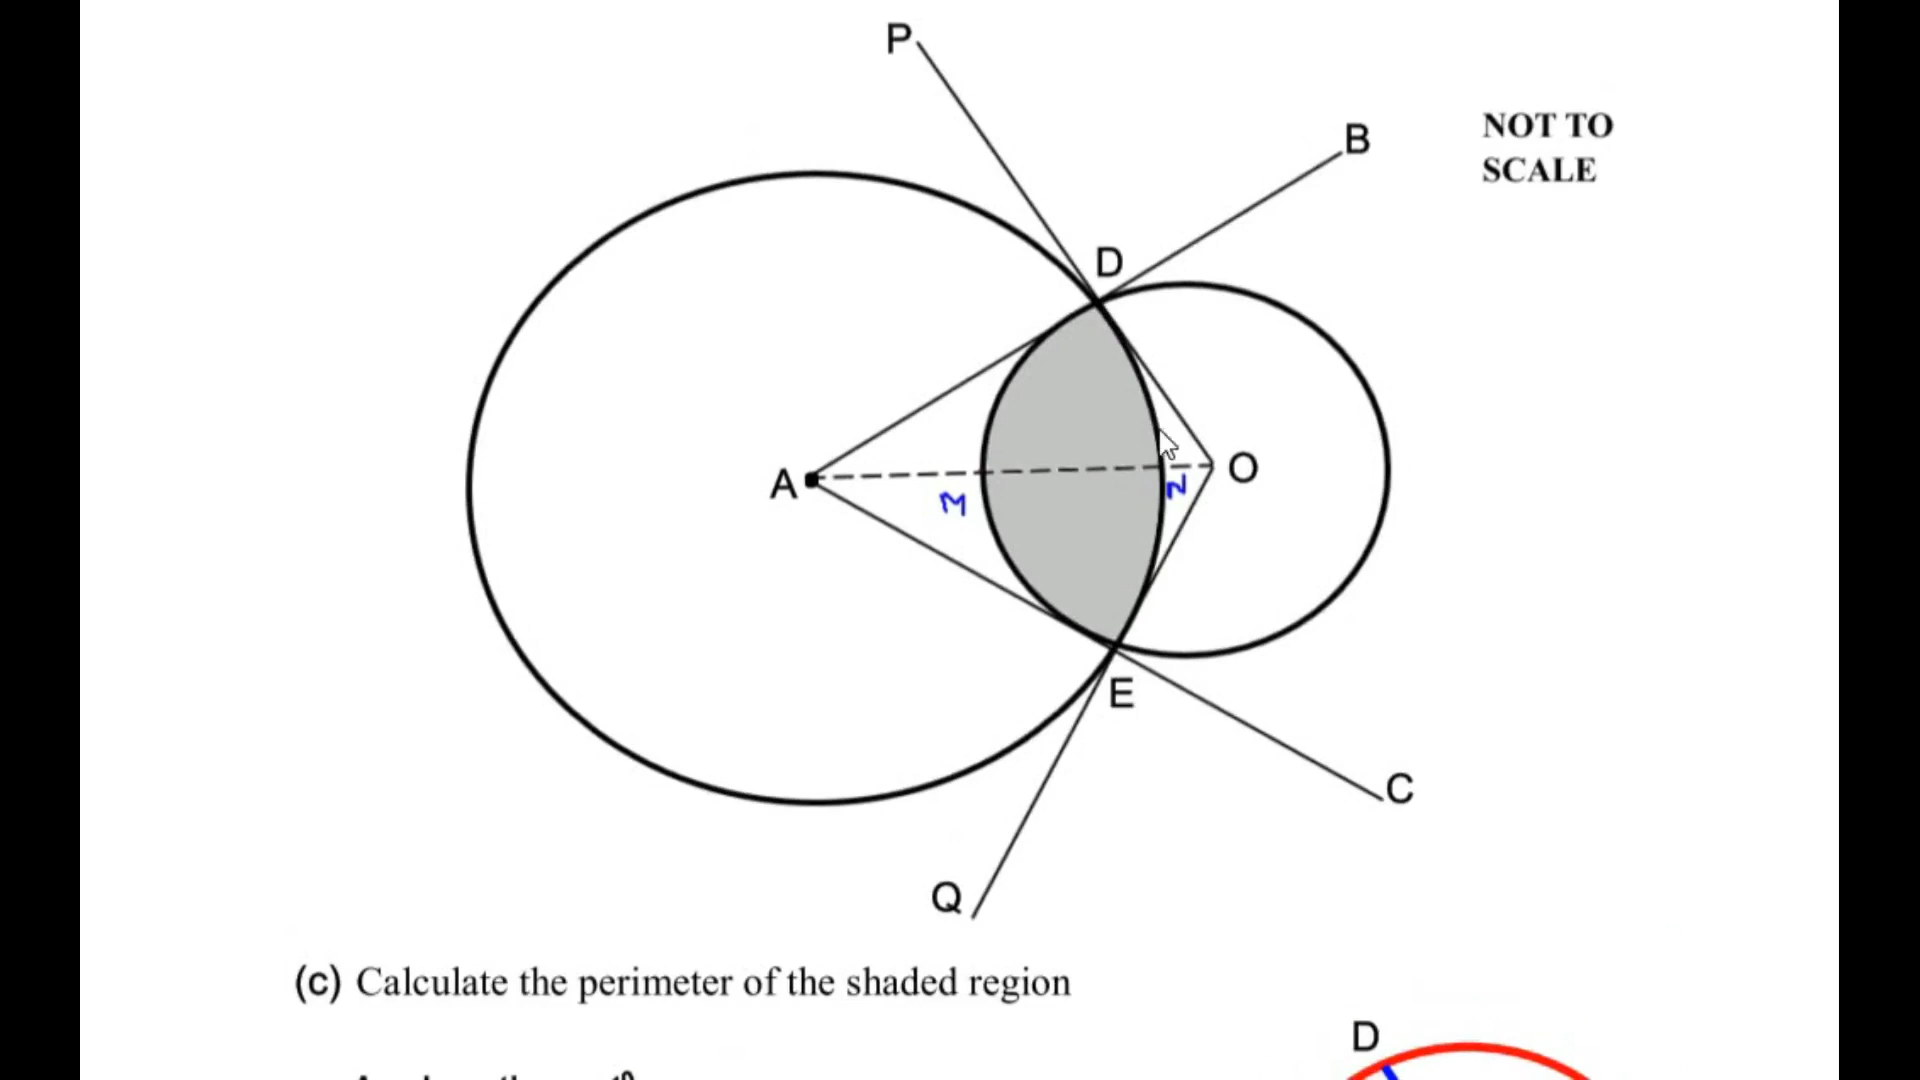 P
B
NOT TO
SCALE
D
A
M
N
O
E
C
Q
(c) Calculate the perimeter of the shaded region
D